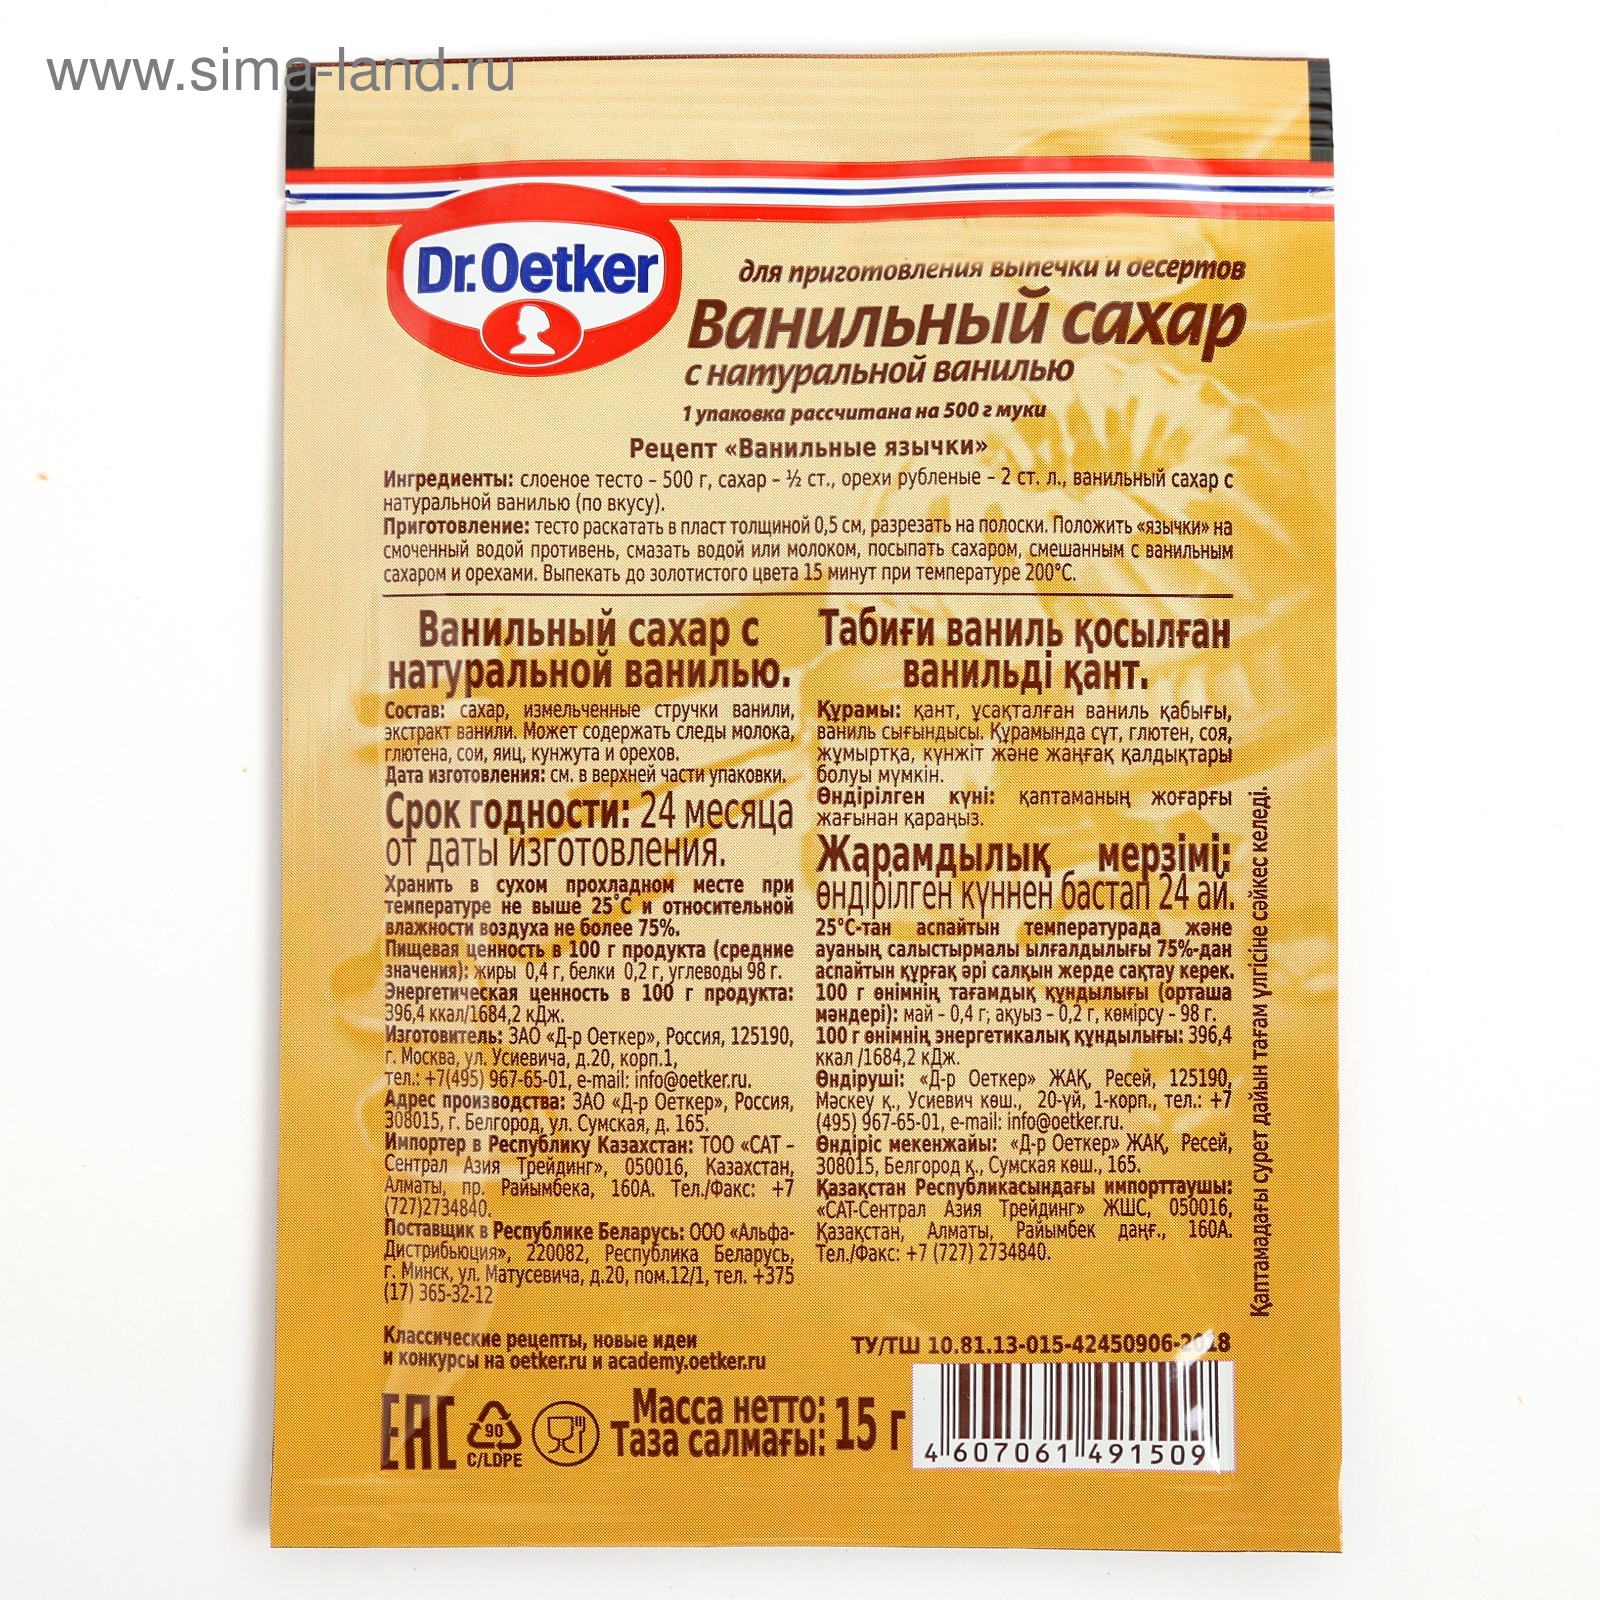 www.sima-land.ru
Dr.Oetker
для приготовления выпечки и десертов
Ванильный сахар
с натуральной ванилью
1 упаковка рассчитана на 500 г муки
Рецепт «Ванильные язычки»
Ингредиенты: слоеное тесто – 500 г, сахар – ½ ст., орехи рубленые – 2 ст. л., ванильный сахар с
натуральной ванилью (по вкусу).
Приготовление: тесто раскатать в пласт толщиной 0,5 см, разрезать на полоски. Положить «язычки» на
смоченный водой противень, смазать водой или молоком, посыпать сахаром, смешанным с ванильным
сахаром и орехами. Выпекать до золотистого цвета 15 минут при температуре 200°С.
Ванильный сахар с
натуральной ванилью.
Состав: сахар, измельченные стручки ванили,
экстракт ванили. Может содержать следы молока,
глютена, сои, яиц, кунжута и орехов.
Дата изготовления: см. в верхней части упаковки.
Срок годности: 24 месяца
от даты изготовления.
Хранить в сухом прохладном месте при
температуре не выше 25°С и относительной
влажности воздуха не более 75%.
Пищевая ценность в 100 г продукта (средние
значения): жиры 0,4 г, белки 0,2 г, углеводы 98 г.
Энергетическая ценность в 100 г продукта:
396,4 ккал/1684,2 кДж.
Изготовитель: ЗАО «Д-р Оеткер», Россия, 125190,
г. Москва, ул. Усиевича, д.20, корп.1,
тел.: +7(495) 967-65-01, e-mail: info@oetker.ru.
Адрес производства: ЗАО «Д-р Оеткер», Россия,
308015, г. Белгород, ул. Сумская, д. 165.
Импортер в Республику Казахстан: ТОО «САТ –
Сентрал Азия Трейдинг», 050016, Казахстан,
Алматы, пр. Райымбека, 160А. Тел./Факс: +7
(727)2734840.
Поставщик в Республике Беларусь: ООО «Альфа-
Дистрибьюция», 220082, Республика Беларусь,
г. Минск, ул. Матусевича, д.20, пом.12/1, тел. +375
(17) 365-32-12
Табиғи ваниль қосылған
ванильді қант.
Құрамы: қант, ұсақталған ваниль қабығы,
ваниль сығындысы. Құрамында сүт, глютен, соя,
жұмыртқа, күнжіт және жаңғақ қалдықтары
болуы мүмкін.
Өндірілген күні: қаптаманың жоғарғы
жағынан қараңыз.
Жарамдылық мерзімі:
өндірілген күннен бастап 24 ай.
25°С-тан аспайтын температурада және
ауаның салыстырмалы ылғалдылығы 75%-дан
аспайтын құрғақ әрі салқын жерде сақтау керек.
100 г өнімнің тағамдық құндылығы (орташа
мәндері): май – 0,4 г; ақуыз – 0,2 г, көмірсу – 98 г.
100 г өнімнің энергетикалық құндылығы: 396,4
ккал /1684,2 кДж.
Өндіруші: «Д-р Оеткер» ЖАҚ, Ресей, 125190,
Мәскеу қ., Усиевич көш., 20-үй, 1-корп., тел.: +7
(495) 967-65-01, e-mail: info@oetker.ru.
Өндіріс мекенжайы: «Д-р Оеткер» ЖАҚ, Ресей,
308015, Белгород қ., Сумская көш., 165.
Қазақстан Республикасындағы импорттаушы:
«САТ-Сентрал Азия Трейдинг» ЖШС, 050016,
Қазақстан, Алматы, Райымбек даңғ., 160А.
Тел./Факс: +7 (727) 2734840.
Қаптамадағы сурет дайын тағам үлгісіне сәйкес келеді.
Классические рецепты, новые идеи
и конкурсы на oetker.ru и academy.oetker.ru
ТУ/ТШ 10.81.13-015-42450906-2018
EAC
90
C/LDPE
Масса нетто:
Таза салмағы: 15 г
4 607061 491509